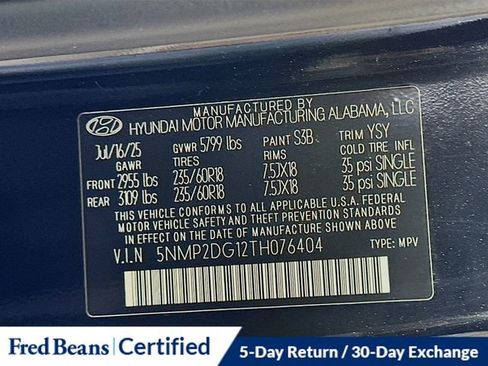 MANUFACTURED BY
HYUNDAI MOTOR MANUFACTURING ALABAMA, LLC
Jul/16/25 GVWR 5799 lbs PAINT S3B TRIM YSY
GAWR TIRES RIMS COLD TIRE INFL
FRONT 2955 lbs 235/60R18 7.5JX18 35 psi SINGLE
REAR 3109 lbs 235/60R18 7.5JX18 35 psi SINGLE
THIS VEHICLE CONFORMS TO ALL APPLICABLE U.S.A. FEDERAL
MOTOR VEHICLE SAFETY AND THEFT PREVENTION STANDARDS
IN EFFECT ON THE DATE OF MANUFACTURE SHOWN ABOVE.
V.I.N 5NMP2DG12TH076404 TYPE: MPV
Fred Beans | Certified 5-Day Return / 30-Day Exchange